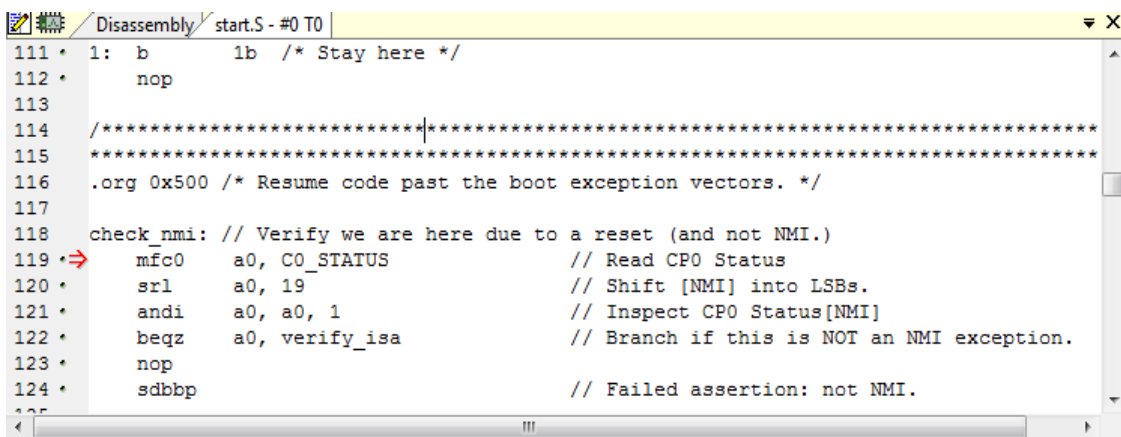 Disassembly start.S - #0 T0
111 1: b 1b /* Stay here */
112 nop
113
114 /***********************************************************************************
115 ************************************************************************************
116 .org 0x500 /* Resume code past the boot exception vectors. */
117
118 check_nmi: // Verify we are here due to a reset (and not NMI.)
119 mfc0 a0, C0_STATUS // Read CP0 Status
120 srl a0, 19 // Shift [NMI] into LSBs.
121 andi a0, a0, 1 // Inspect CP0 Status[NMI]
122 beqz a0, verify_isa // Branch if this is NOT an NMI exception.
123 nop
124 sdbbp // Failed assertion: not NMI.